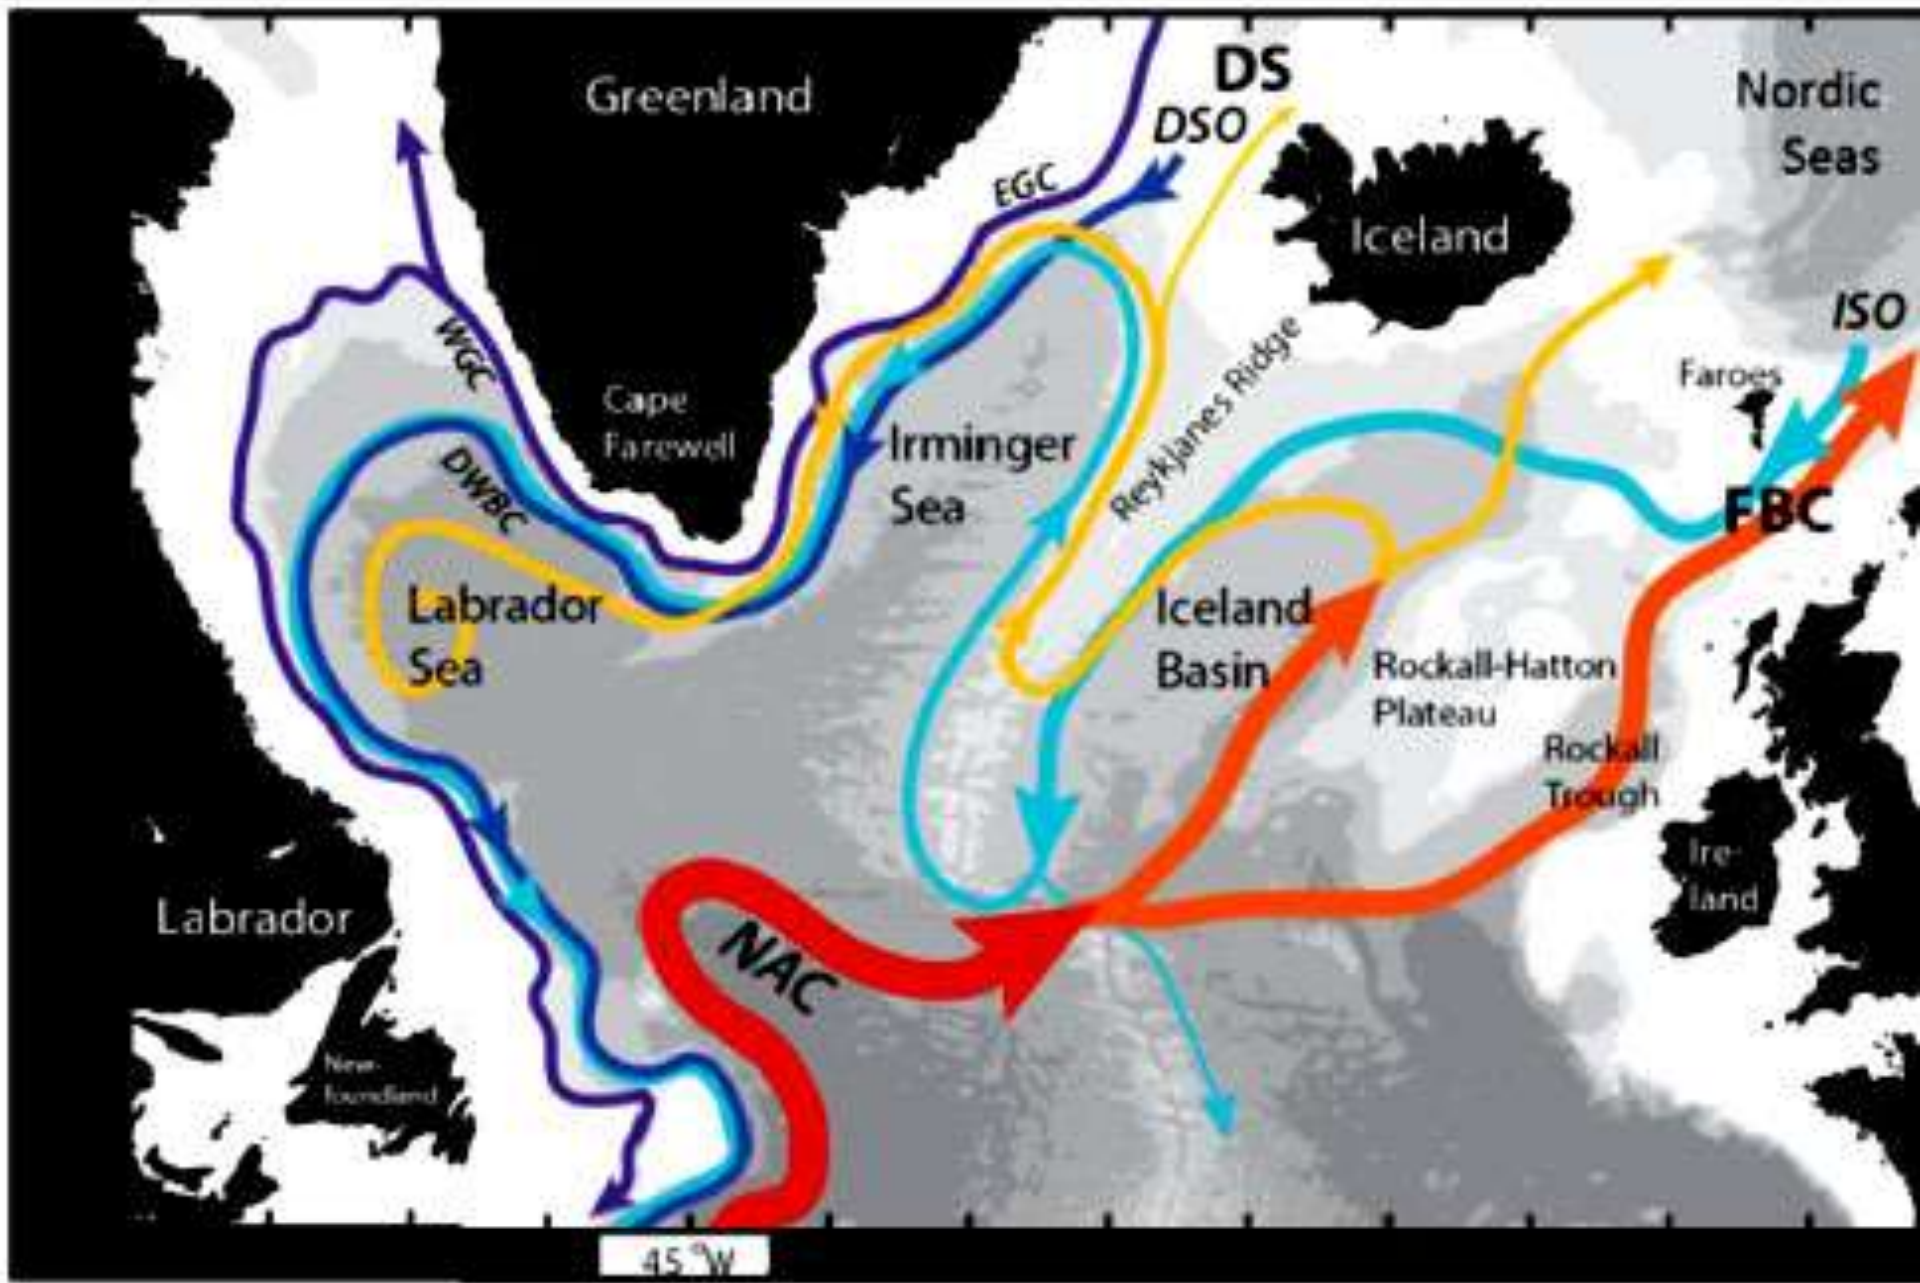 Greenland
DS
DSO
Nordic
Seas
EGC
Iceland
ISO
WGC
Reykjanes Ridge
Faroes
Cape
Farewell
Irminger
Sea
DWBC
FBC
Labrador
Sea
Iceland
Basin
Rockall-Hatton
Plateau
Rockall
Trough
Ire-
land
Labrador
NAC
New-
foundland
45 °W